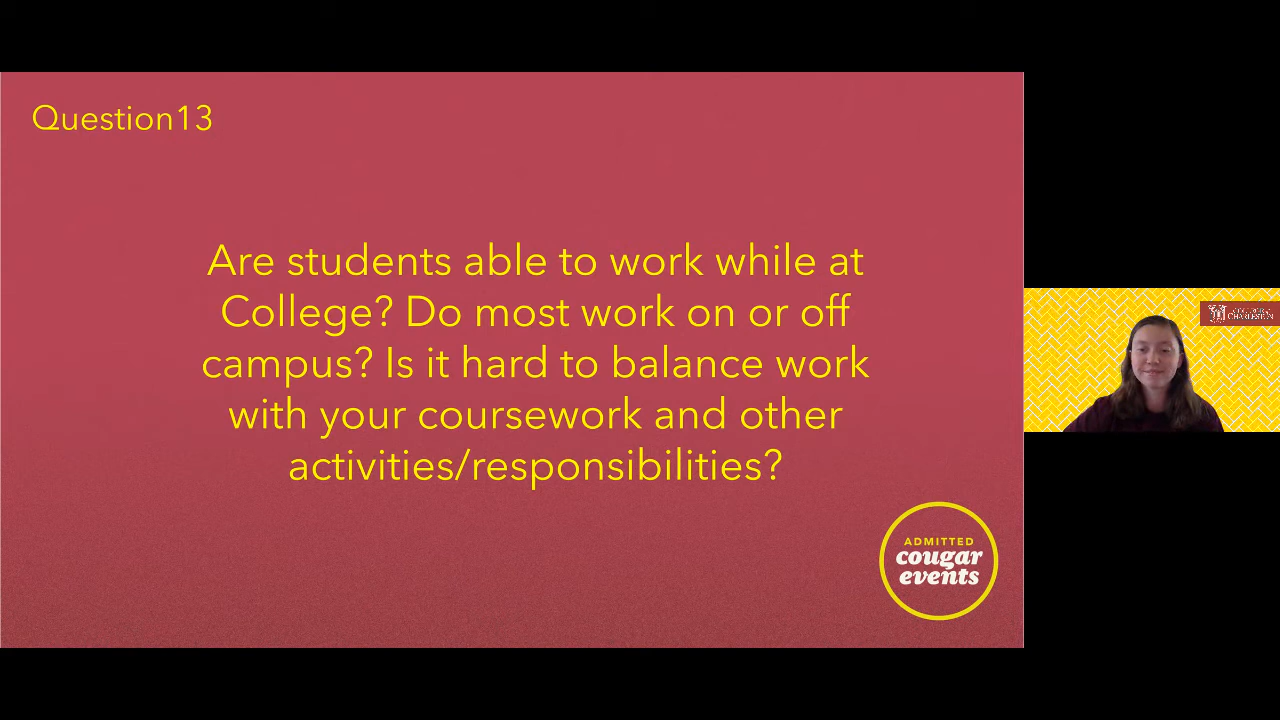 Question13
Are students able to work while at
College? Do most work on or off
campus? Is it hard to balance work
with your coursework and other
activities/responsibilities?
ADMITTED
cougar
events
CHARLESTON